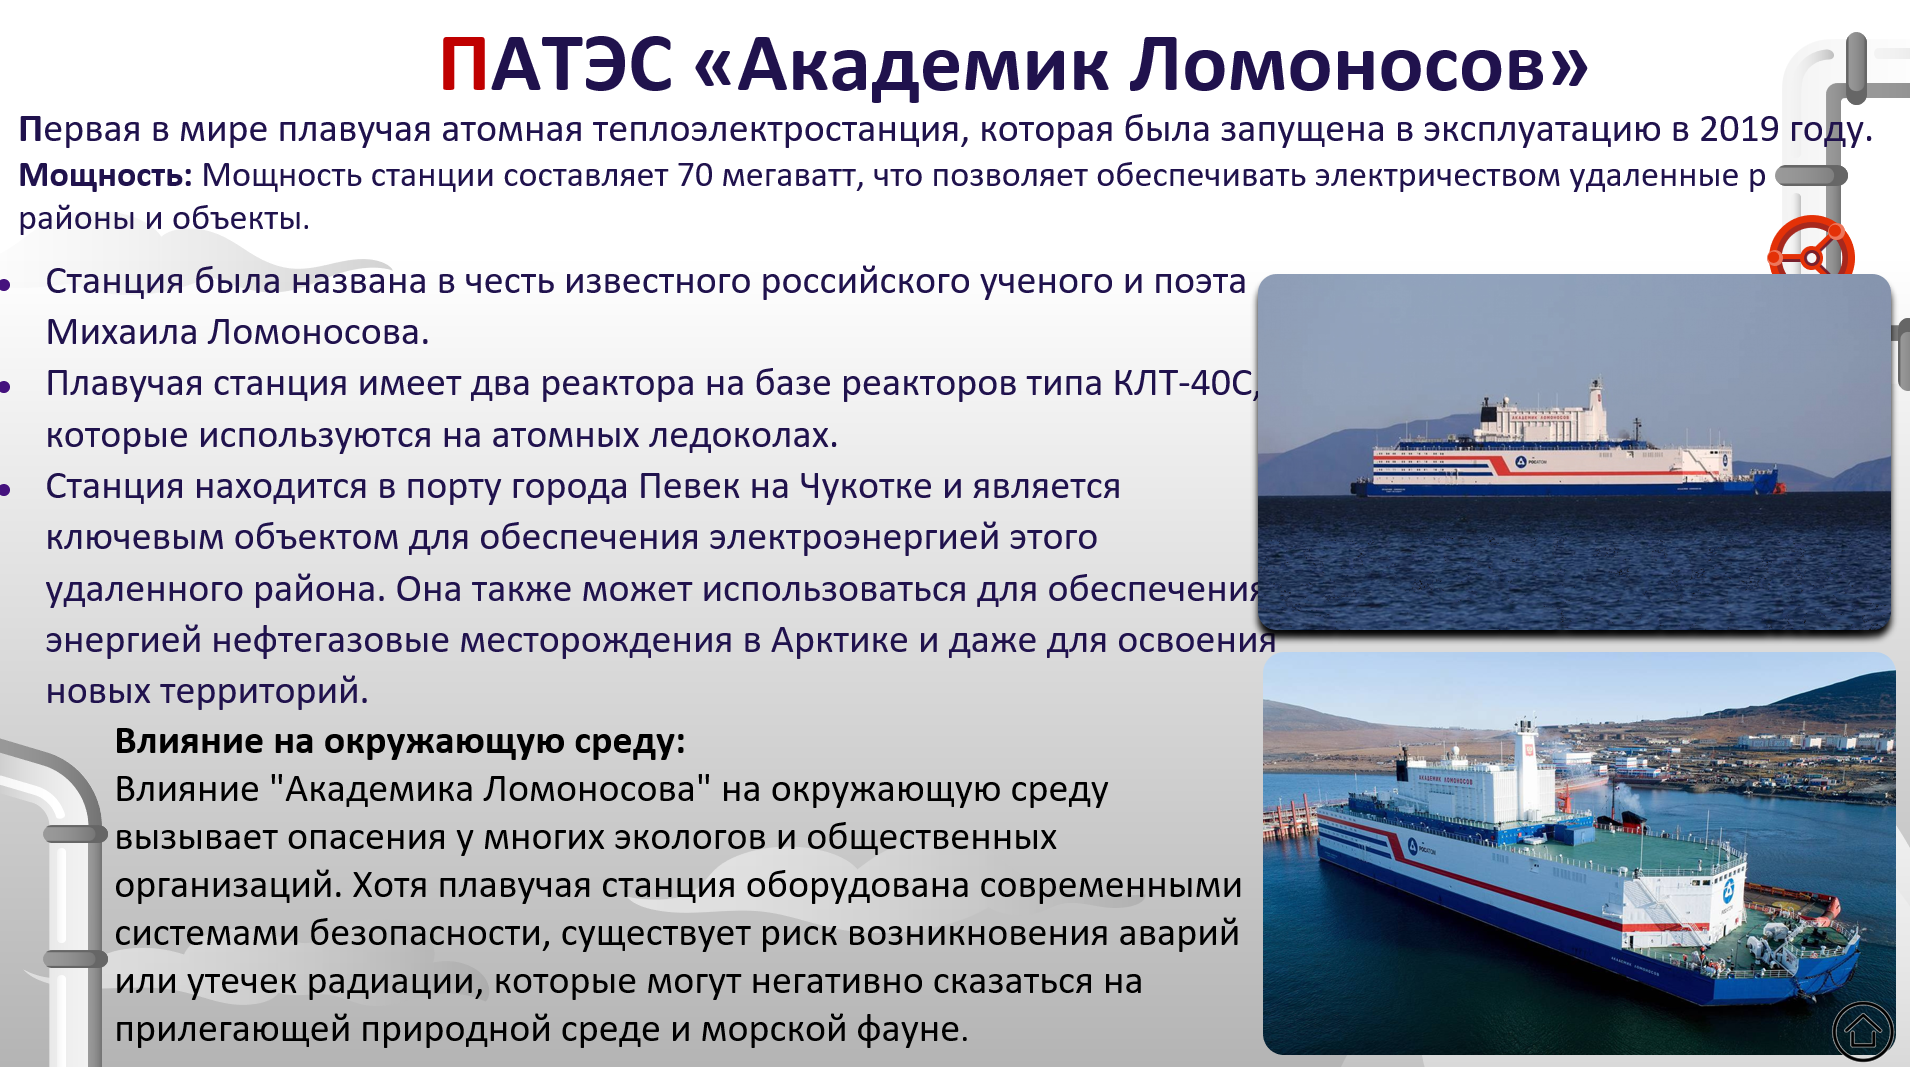 ПАТЭС «Академик Ломоносов»
Первая в мире плавучая атомная теплоэлектростанция, которая была запущена в эксплуатацию в 2019 году.
Мощность: Мощность станции составляет 70 мегаватт, что позволяет обеспечивать электричеством удаленные р
районы и объекты.
Станция была названа в честь известного российского ученого и поэта
Михаила Ломоносова.
Плавучая станция имеет два реактора на базе реакторов типа КЛТ-40С,
которые используются на атомных ледоколах.
Станция находится в порту города Певек на Чукотке и является
ключевым объектом для обеспечения электроэнергией этого
удаленного района. Она также может использоваться для обеспечения
энергией нефтегазовые месторождения в Арктике и даже для освоения
новых территорий.
Влияние на окружающую среду:
Влияние "Академика Ломоносова" на окружающую среду
вызывает опасения у многих экологов и общественных
организаций. Хотя плавучая станция оборудована современными
системами безопасности, существует риск возникновения аварий
или утечек радиации, которые могут негативно сказаться на
прилегающей природной среде и морской фауне.
АКАДЕМИК ЛОМОНОСОВ
РОСАТОМ
АКАДЕМИК ЛОМОНОСОВ
РОСАТОМ